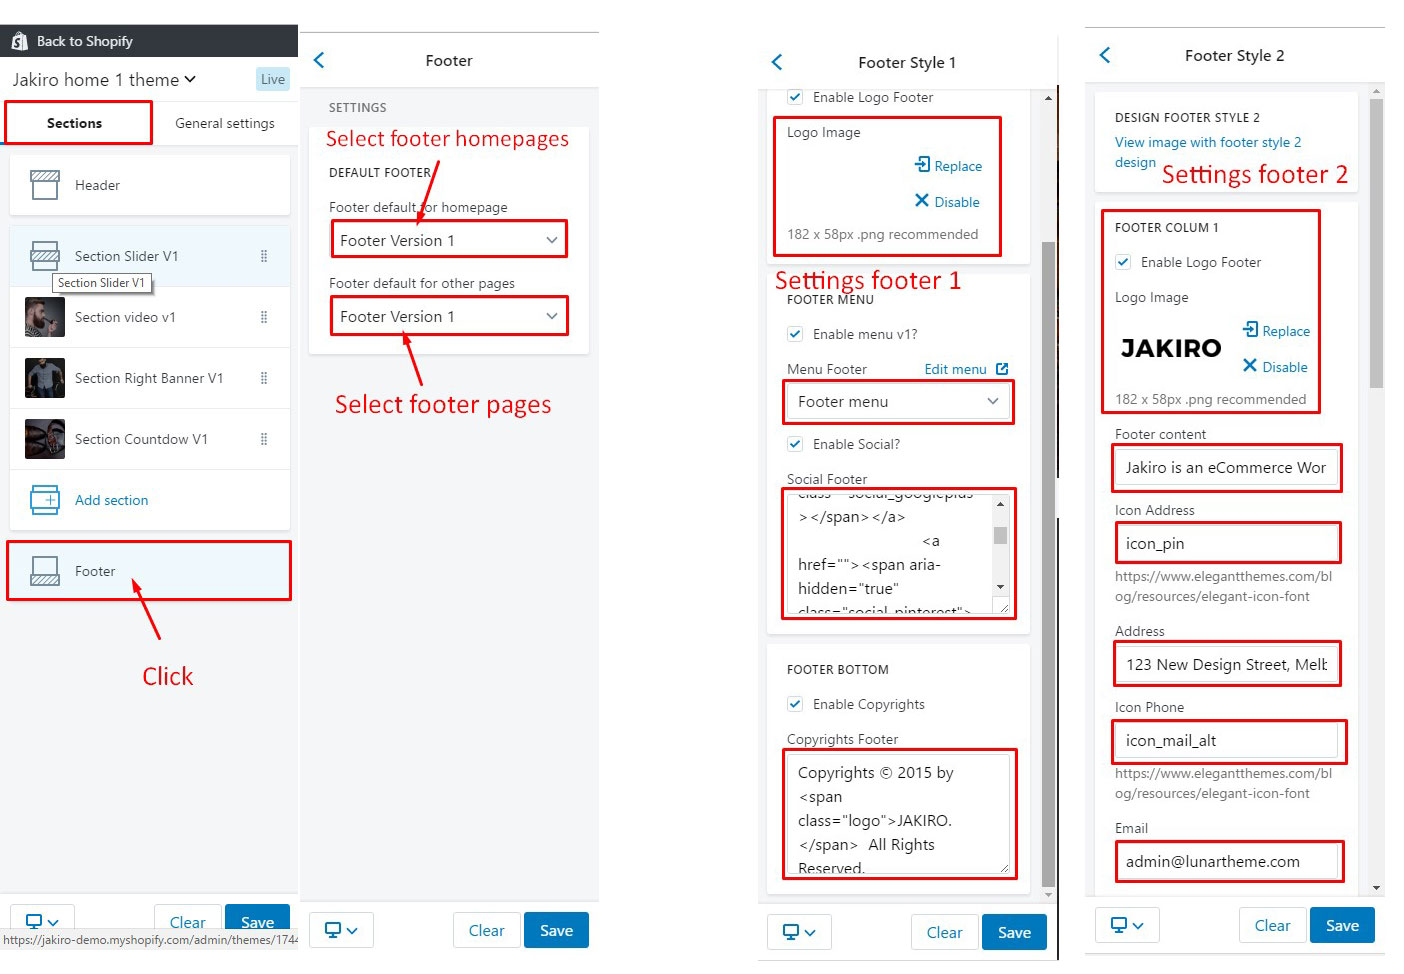 Back to Shopify
Jakiro home 1 theme
Live
Sections
General settings
Header
Section Slider V1
Section Slider V1
Section video v1
Section Right Banner V1
Section Countdow V1
Add section
Footer
Click
Clear
Save
https://jakiro-demo.myshopify.com/admin/themes/1744
Footer
SETTINGS
Select footer homepages
DEFAULT FOOTER
Footer default for homepage
Footer Version 1
Footer default for other pages
Footer Version 1
Select footer pages
Clear
Save
Footer Style 1
Enable Logo Footer
Logo Image
Replace
Disable
182 x 58px .png recommended
Settings footer 1
FOOTER MENU
Enable menu v1?
Menu Footer
Edit menu
Footer menu
Enable Social?
Social Footer
class="social_googleplus"
></span></a>
<a
href=""><span aria-
hidden="true"
class="social_pinterest">
FOOTER BOTTOM
Enable Copyrights
Copyrights Footer
Copyrights © 2015 by
<span
class="logo">JAKIRO.
</span> All Rights
Reserved.
Clear
Save
Footer Style 2
DESIGN FOOTER STYLE 2
View image with footer style 2
design
Settings footer 2
FOOTER COLUM 1
Enable Logo Footer
Logo Image
JAKIRO
Replace
Disable
182 x 58px .png recommended
Footer content
Jakiro is an eCommerce Wor
Icon Address
icon_pin
https://www.elegantthemes.com/bl
og/resources/elegant-icon-font
Address
123 New Design Street, Melb
Icon Phone
icon_mail_alt
https://www.elegantthemes.com/bl
og/resources/elegant-icon-font
Email
admin@lunartheme.com
Clear
Save